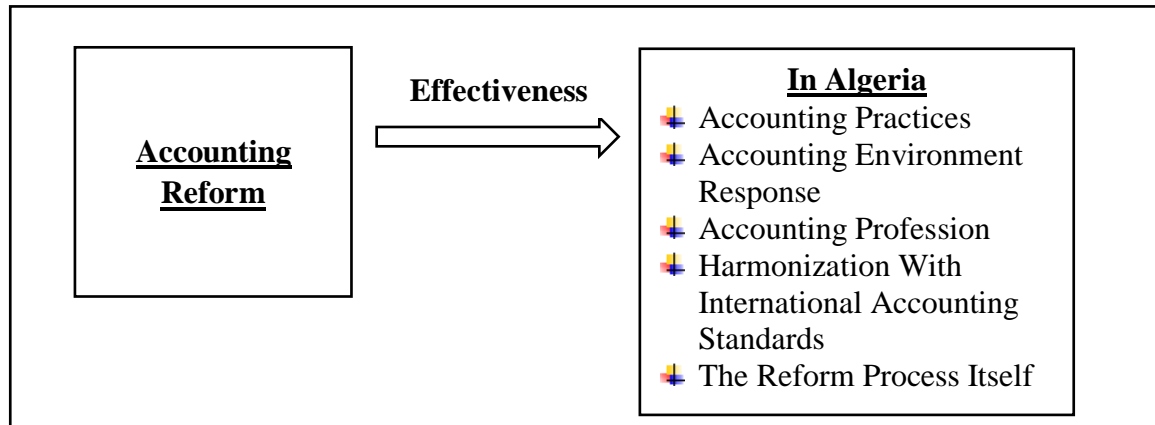 Accounting
Reform
Effectiveness
In Algeria
Accounting Practices
Accounting Environment
Response
Accounting Profession
Harmonization With
International Accounting
Standards
The Reform Process Itself